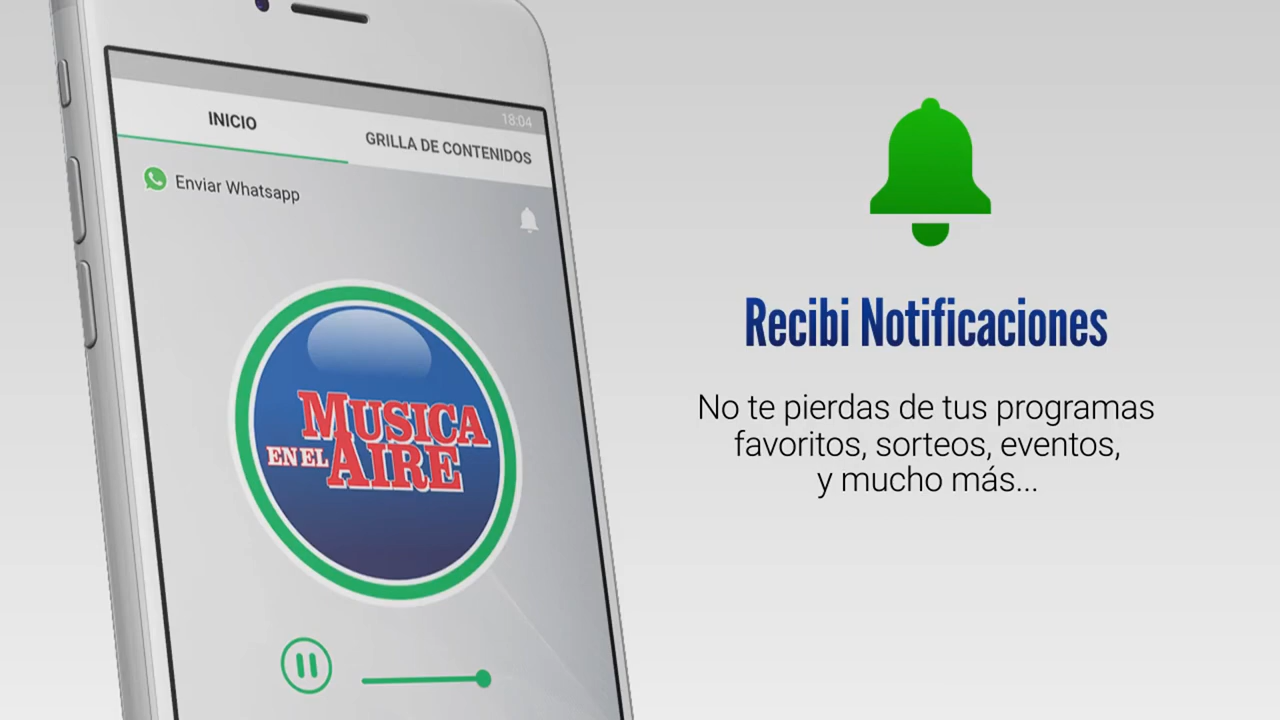 18:04
INICIO
GRILLA DE CONTENIDOS
Enviar Whatsapp
MUSICA
EN EL AIRE
Recibi Notificaciones
No te pierdas de tus programas
favoritos, sorteos, eventos,
y mucho más...